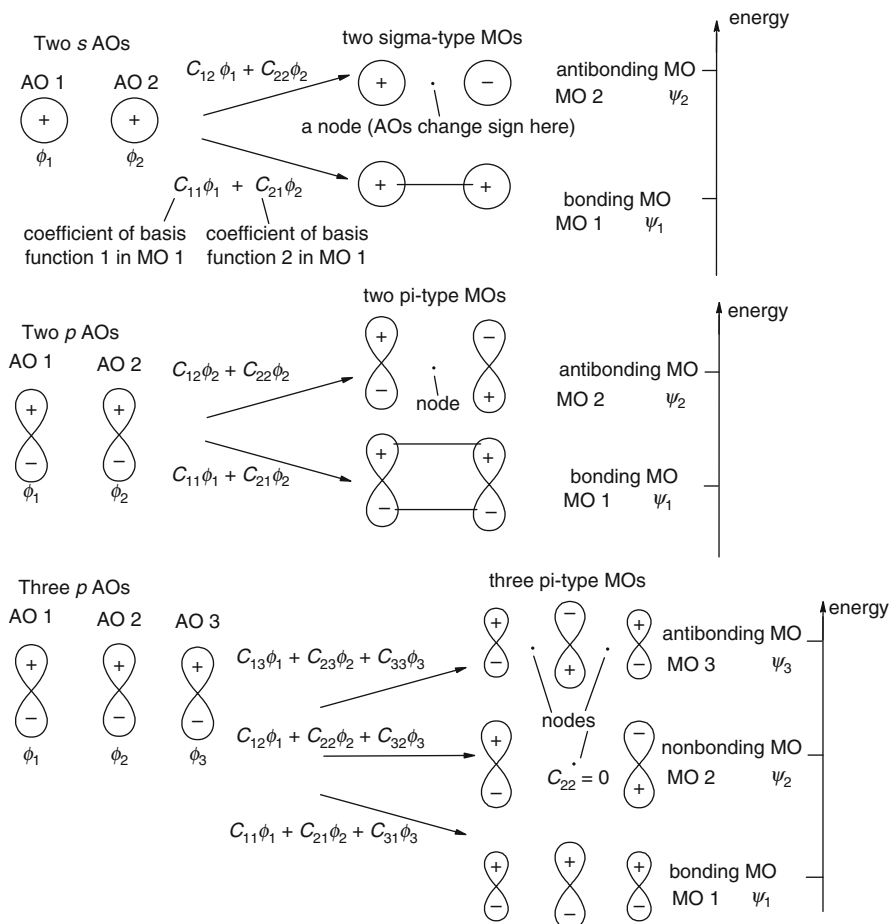 energy
Two s AOs
two sigma-type MOs
AO 1 AO 2
C₁₂ϕ₁ + C₂₂ϕ₂
+ −
antibonding MO
MO 2 ψ₂
+ +
ϕ₁ ϕ₂
a node (AOs change sign here)
+ +
C₁₁ϕ₁ + C₂₁ϕ₂
bonding MO
MO 1 ψ₁
coefficient of basis coefficient of basis
function 1 in MO 1 function 2 in MO 1
two pi-type MOs
energy
Two p AOs
AO 1 AO 2
+ −
C₁₂ϕ₂ + C₂₂ϕ₂
antibonding MO
− +
node
MO 2 ψ₂
+ +
− −
ϕ₁ ϕ₂
+ +
C₁₁ϕ₁ + C₂₁ϕ₂
bonding MO
− −
MO 1 ψ₁
Three p AOs
three pi-type MOs
energy
AO 1 AO 2 AO 3
+ − +
antibonding MO
C₁₃ϕ₁ + C₂₃ϕ₂ + C₃₃ϕ₃
− + −
MO 3 ψ₃
+ + +
− − −
ϕ₁ ϕ₂ ϕ₃
nodes
C₁₂ϕ₁ + C₂₂ϕ₂ + C₃₂ϕ₃
+ −
nonbonding MO
C₂₂ = 0
− +
MO 2 ψ₂
C₁₁ϕ₁ + C₂₁ϕ₂ + C₃₁ϕ₃
+ + +
bonding MO
− − −
MO 1 ψ₁